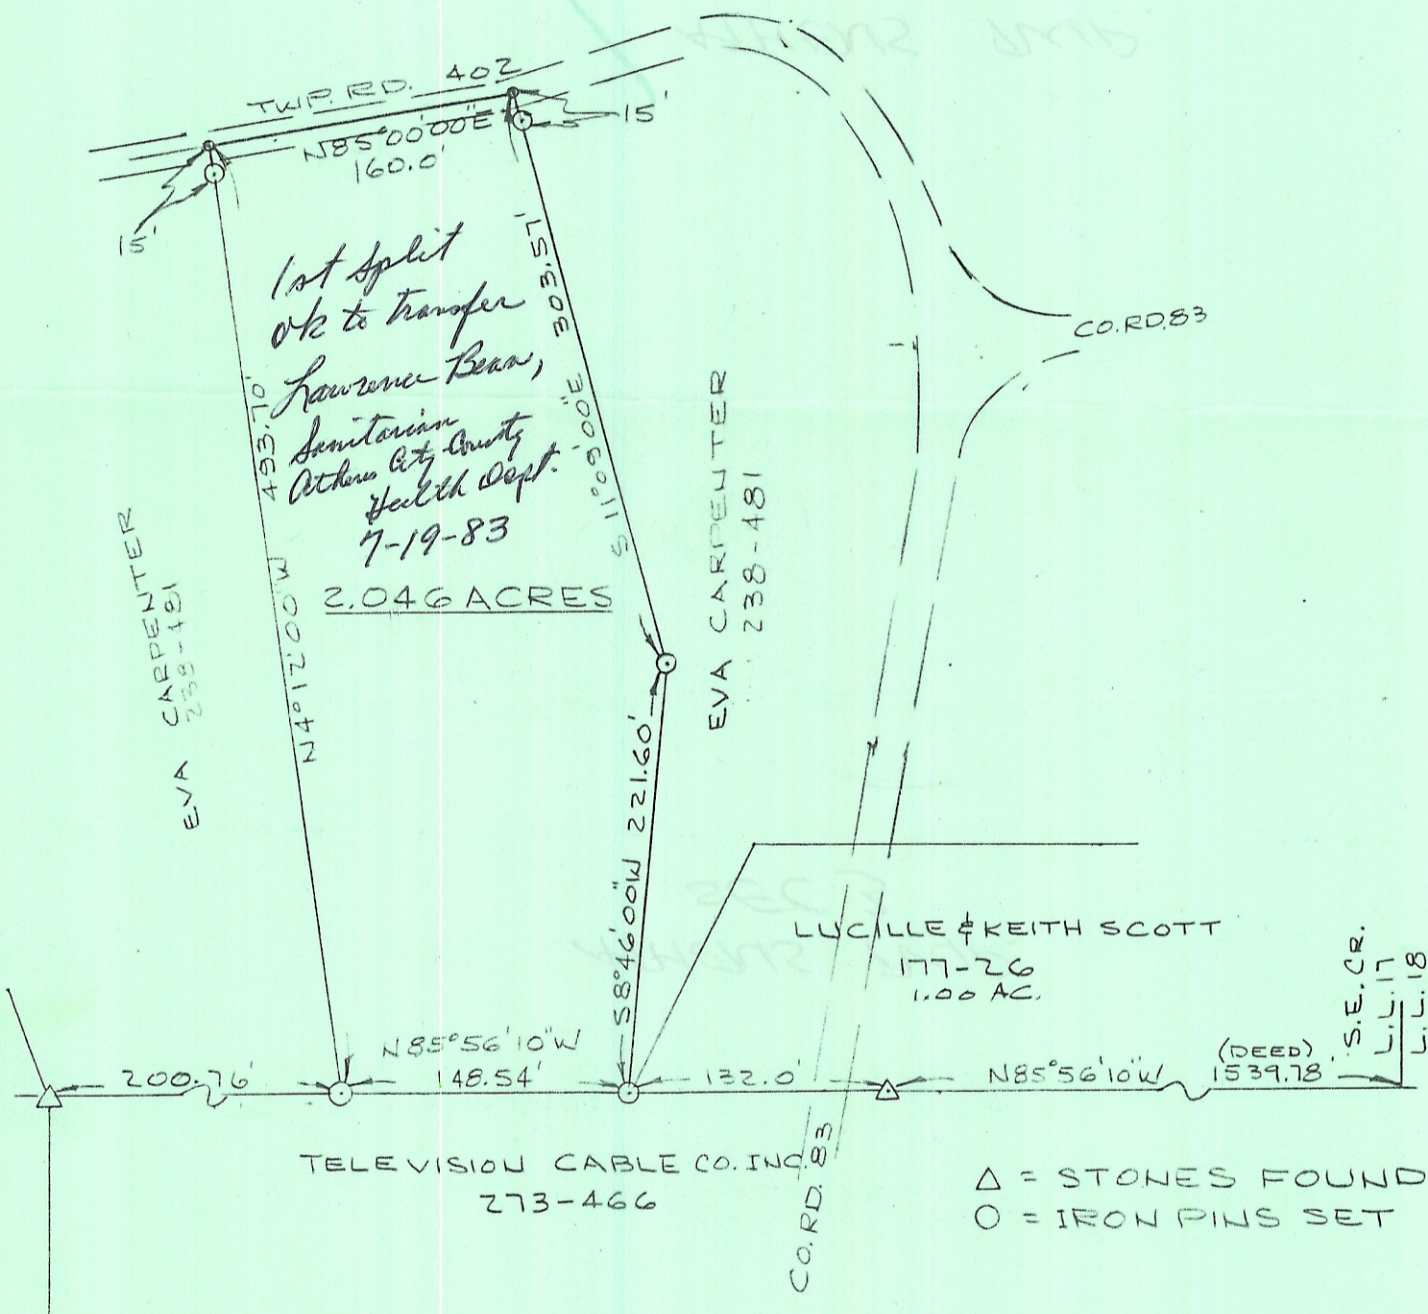 TWP. RD. 402
N85°00'00"E
160.0'
15'
15'
1st Split
ok to transfer
Lawrence Bean,
Sanitarian
Athens City-County
Health Dept.
7-19-83
2.046 ACRES
493.70'
N4°12'00"W
303.57'
S 11°09'00"E
EVA CARPENTER
238-481
EVA CARPENTER
238-481
CO. RD. 83
S8°46'00"W 221.60'
LUCILLE & KEITH SCOTT
177-26
1.00 AC.
S.E. CR.
L.L. 17
L.L. 18
200.76'
N85°56'10"W
148.54'
132.0'
N85°56'10"W
(DEED)
1539.78'
TELEVISION CABLE CO. INC.
273-466
CO. RD. 83
△ = STONES FOUND
○ = IRON PINS SET